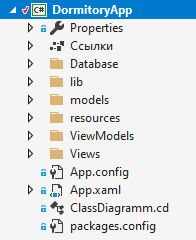 C# DormitoryApp
Properties
Ссылки
Database
lib
models
resources
ViewModels
Views
App.config
App.xaml
ClassDiagramm.cd
packages.config